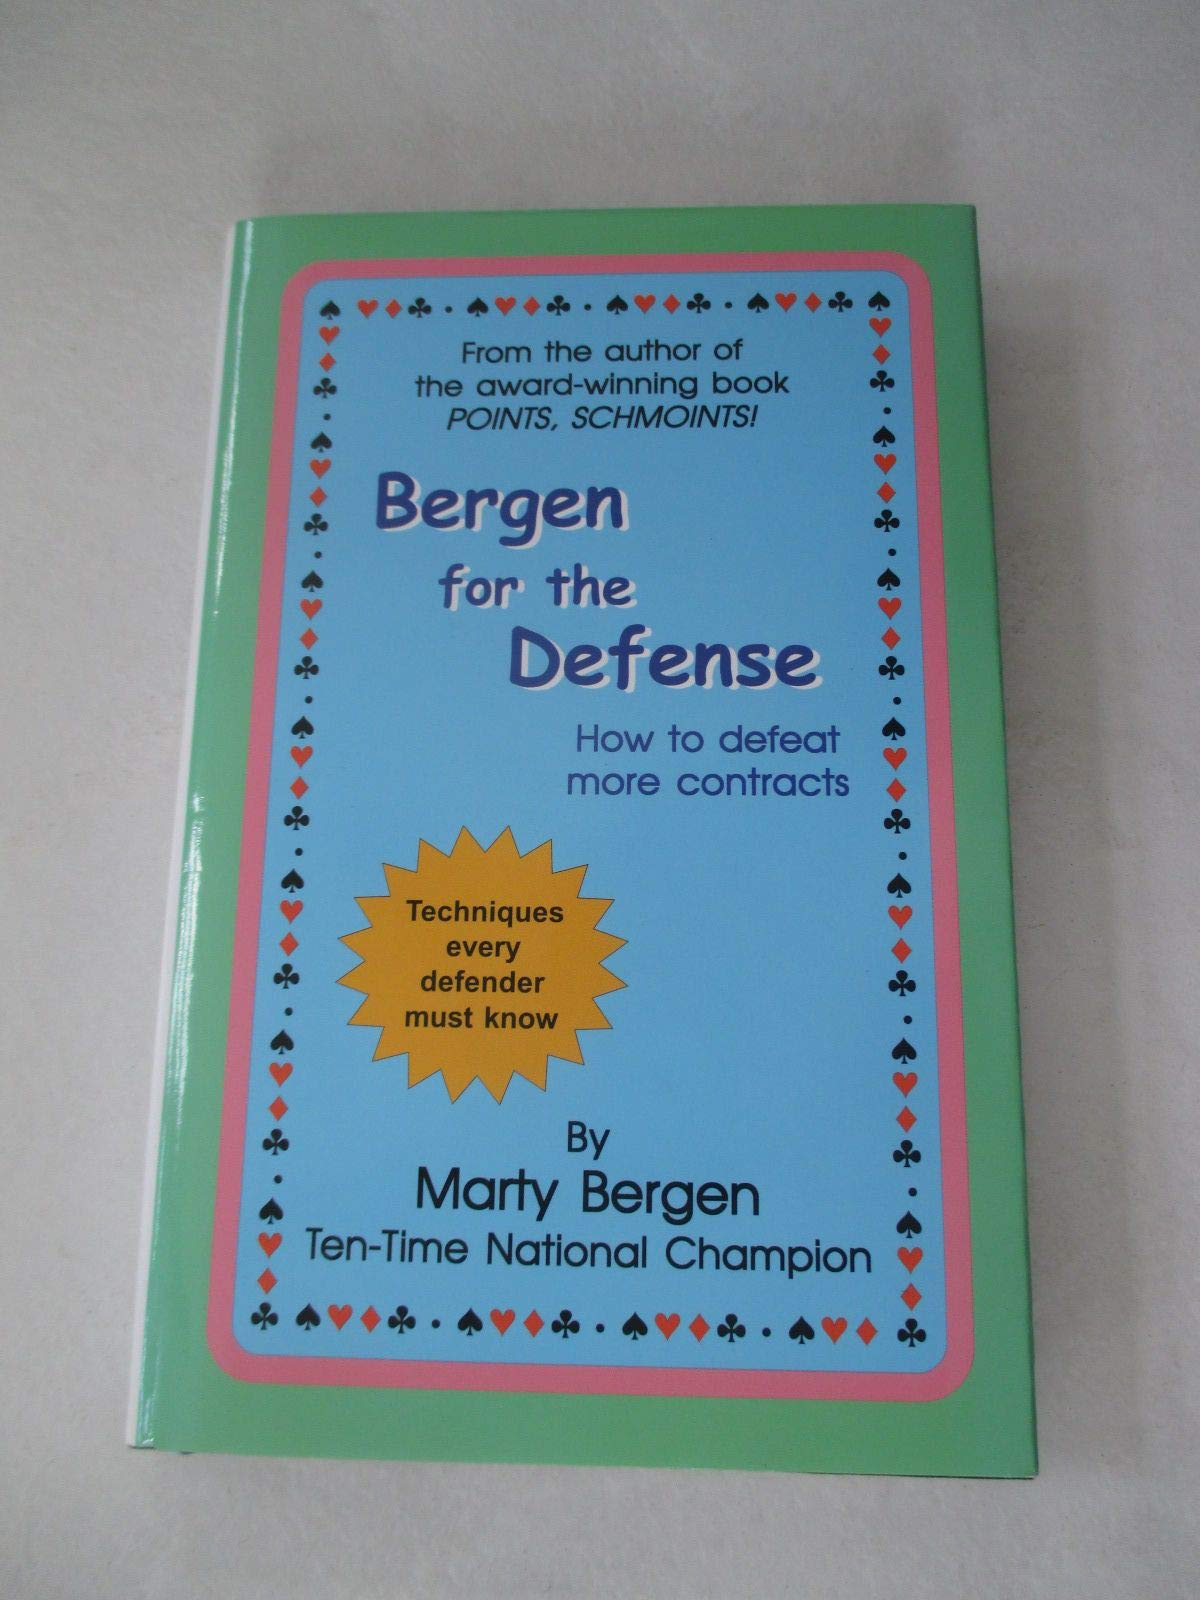 From the author of
the award-winning book
POINTS, SCHMOINTS!
Bergen
for the
Defense
How to defeat
more contracts
Techniques
every
defender
must know
By
Marty Bergen
Ten-Time National Champion